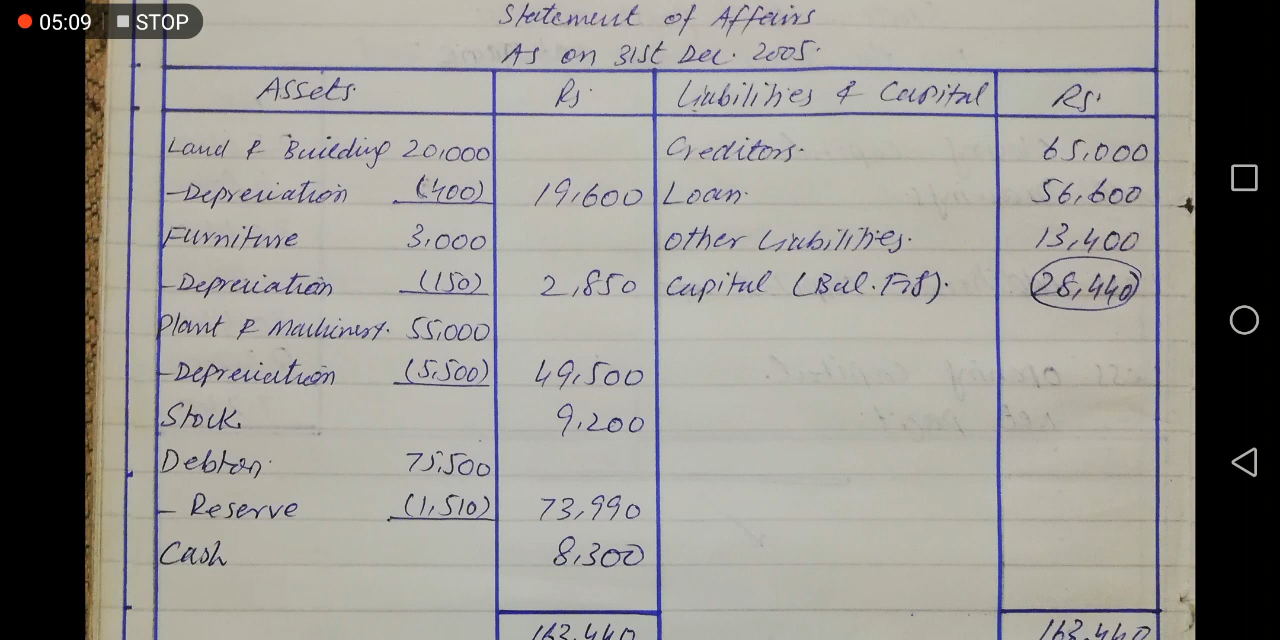 05:09 STOP
Statement of Affairs
As on 31st Dec. 2005.
Assets. Rs. Liabilities & Capital Rs.
Land & Building 20,000 Creditors. 65,000
-Depreciation (400) 19,600 Loan. 56,600
Furniture 3,000 Other Liabilities. 13,400
-Depreciation (150) 2,850 Capital (Bal. Fig). 28,440
Plant & Machinery. 55,000
-Depreciation (5,500) 49,500
Stock. 9,200
Debtors. 75,500
- Reserve (1,510) 73,990
Cash 8,300
163,440 163,440